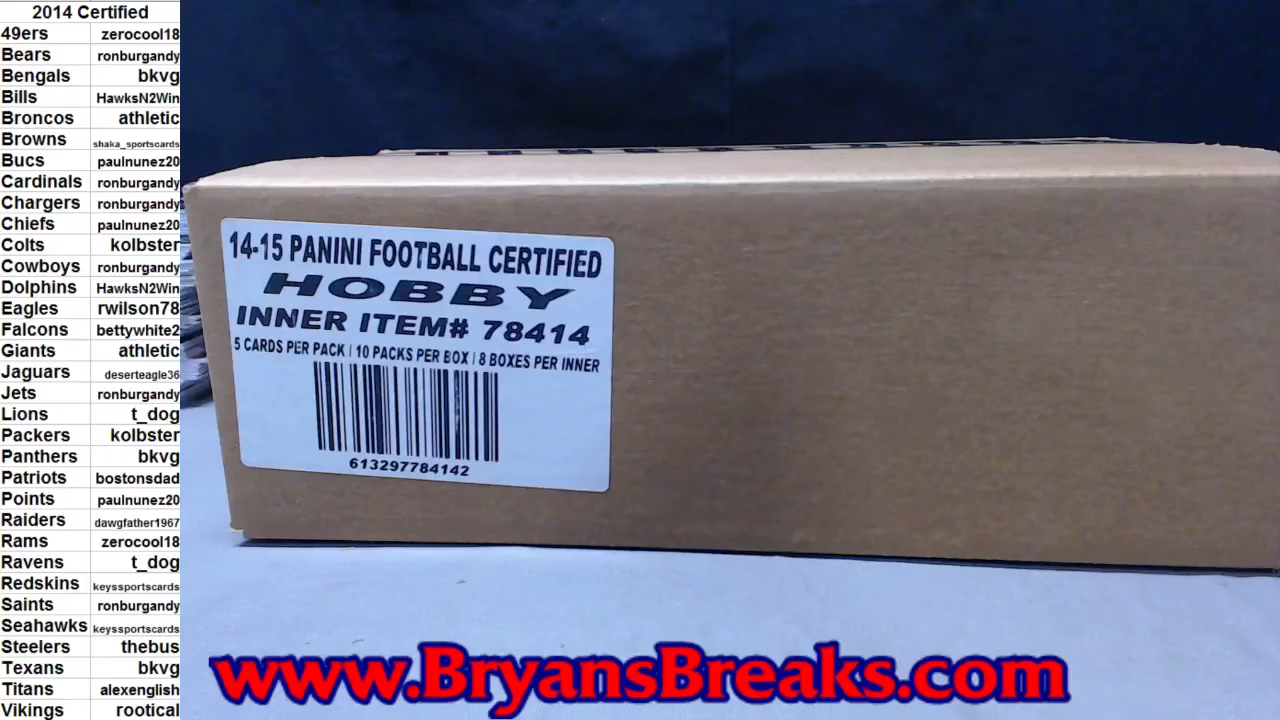 2014 Certified
49ers zerocool18
Bears ronburgandy
Bengals bkvg
Bills HawksN2Win
Broncos athletic
Browns shaka_sportscards
Bucs paulnunez20
Cardinals ronburgandy
Chargers ronburgandy
Chiefs paulnunez20
Colts kolbster
Cowboys ronburgandy
Dolphins HawksN2Win
Eagles rwilson78
Falcons bettywhite2
Giants athletic
Jaguars deserteagle36
Jets ronburgandy
Lions t_dog
Packers kolbster
Panthers bkvg
Patriots bostonsdad
Points paulnunez20
Raiders dawgfather1967
Rams zerocool18
Ravens t_dog
Redskins keyssportscards
Saints ronburgandy
Seahawks keyssportscards
Steelers thebus
Texans bkvg
Titans alexenglish
Vikings rootical
14-15 PANINI FOOTBALL CERTIFIED
HOBBY
INNER ITEM# 78414
5 CARDS PER PACK | 10 PACKS PER BOX | 8 BOXES PER INNER
613297784142
www.BryansBreaks.com